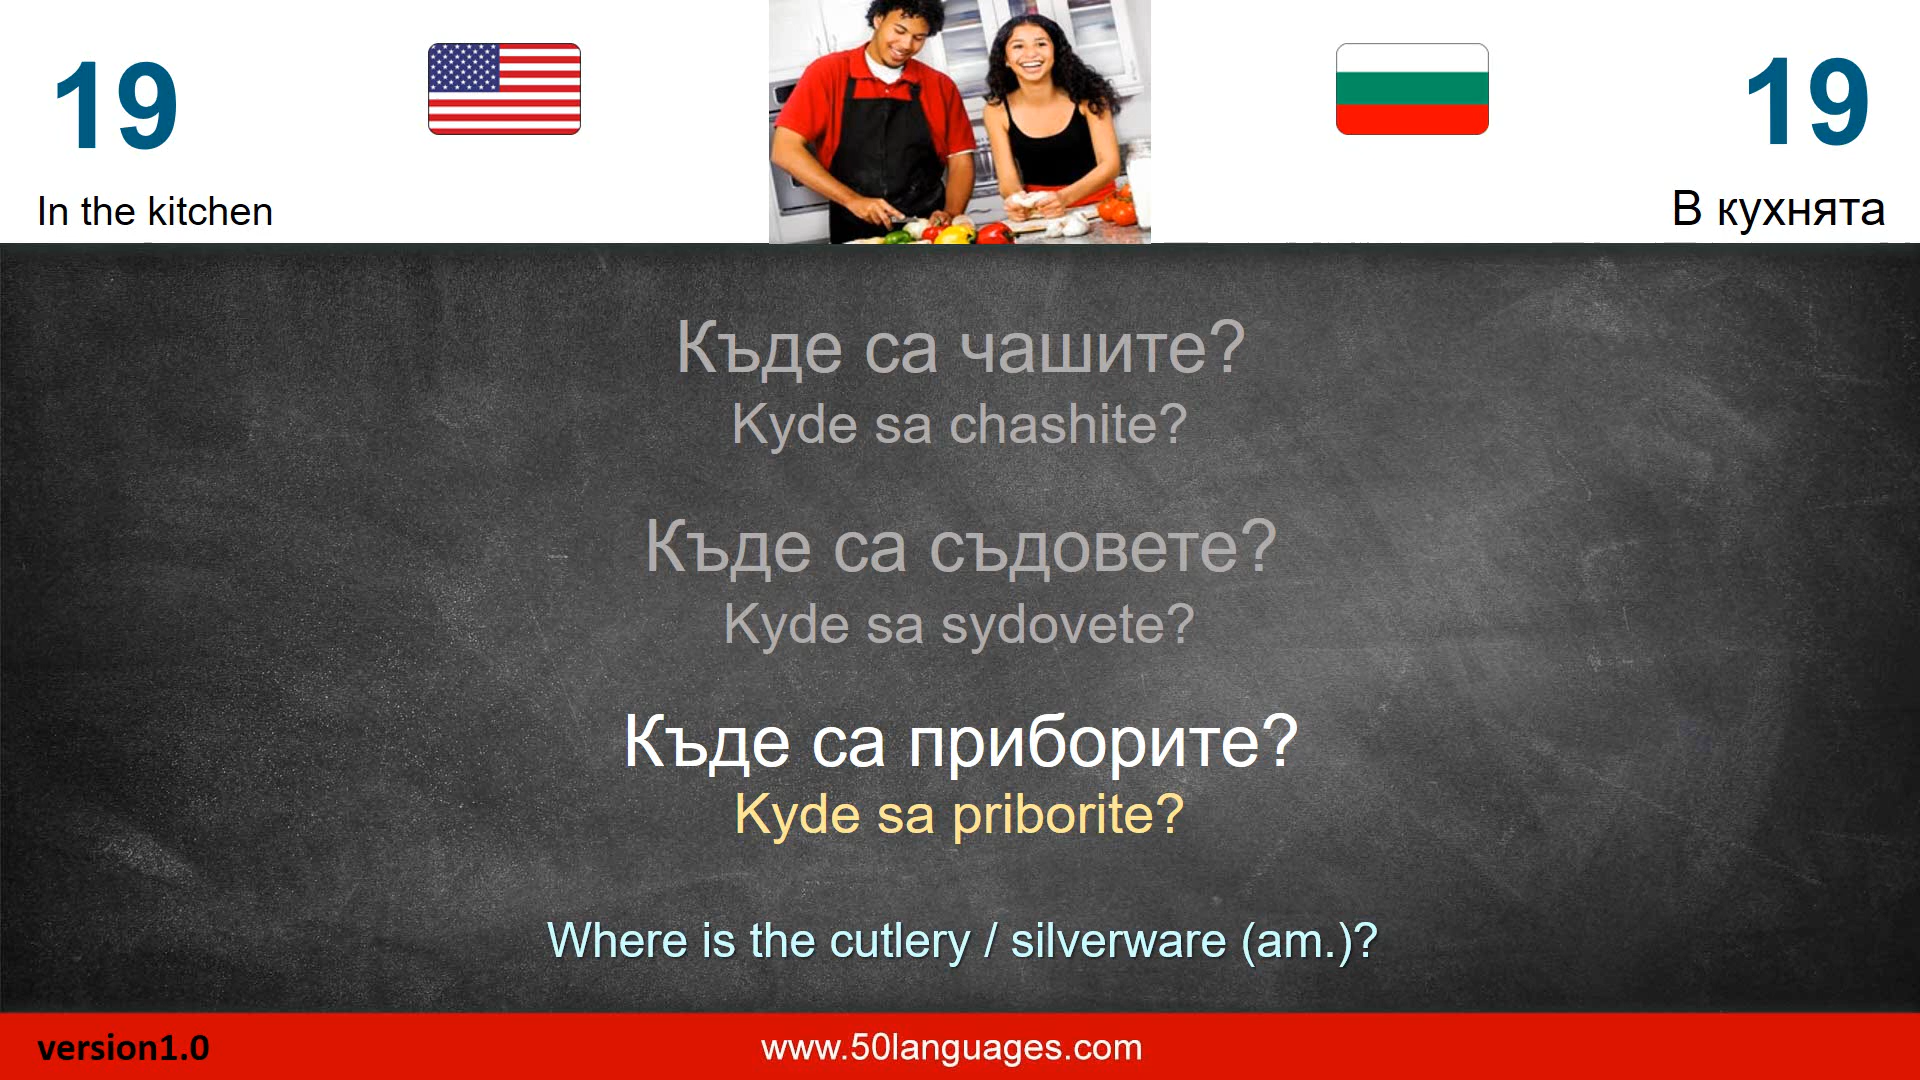 19
19
In the kitchen
В кухнята
Къде са чашите?
Kyde sa chashite?
Къде са съдовете?
Kyde sa sydovete?
Къде са приборите?
Kyde sa priborite?
Where is the cutlery / silverware (am.)?
version1.0
www.50languages.com